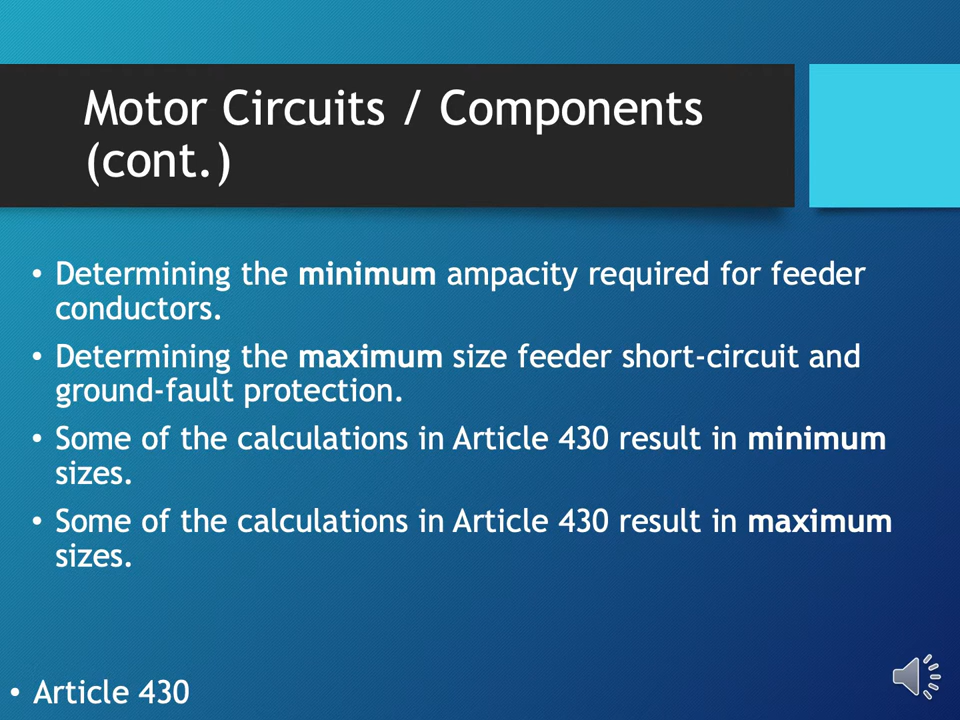 Motor Circuits / Components
(cont.)
• Determining the minimum ampacity required for feeder
conductors.
• Determining the maximum size feeder short-circuit and
ground-fault protection.
• Some of the calculations in Article 430 result in minimum
sizes.
• Some of the calculations in Article 430 result in maximum
sizes.
• Article 430